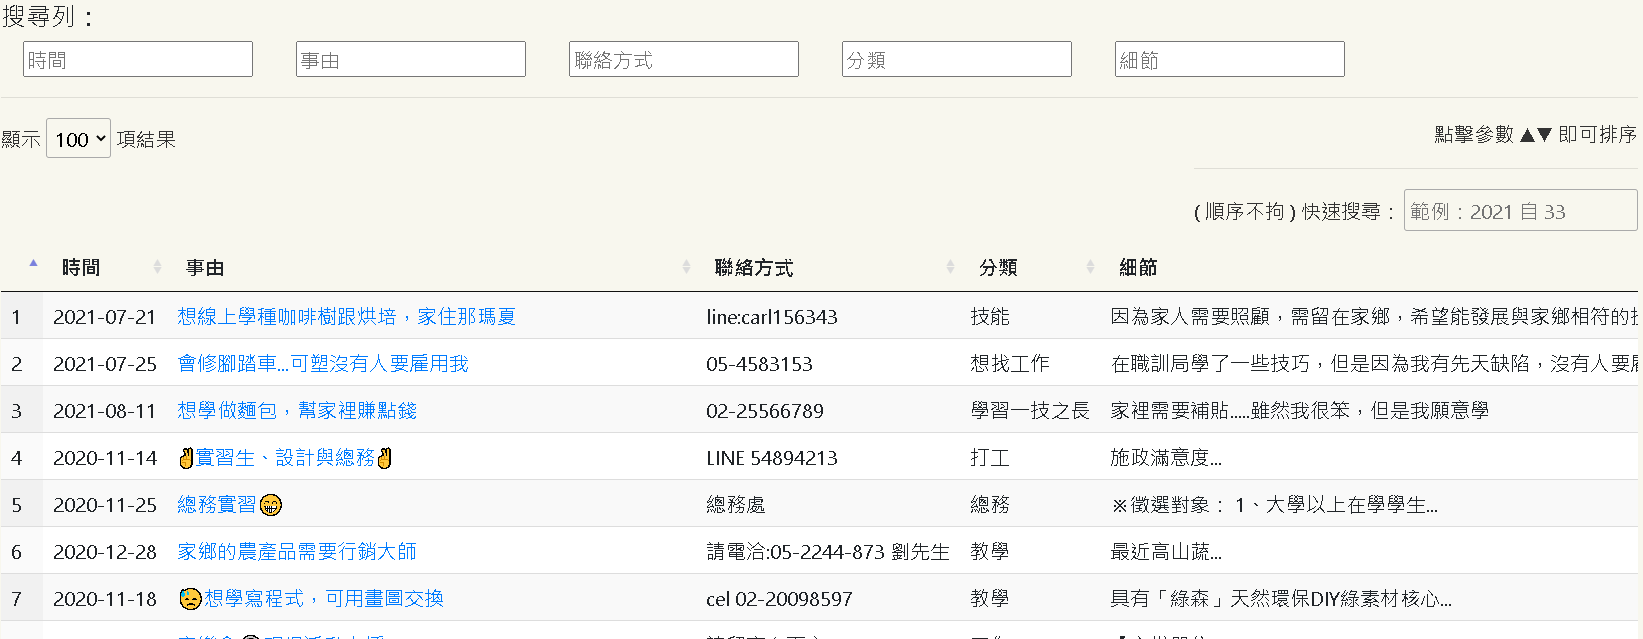 搜尋列：
時間 事由 聯絡方式 分類 細節
顯示 100 項結果
點擊參數 ▲▼ 即可排序
( 順序不拘 ) 快速搜尋： 範例：2021 自 33
時間 事由 聯絡方式 分類 細節
1 2021-07-21 想線上學種咖啡樹跟烘培，家住那瑪夏 line:carl156343 技能 因為家人需要照顧，需留在家鄉，希望能發展與家鄉相符的
2 2021-07-25 會修腳踏車...可塑沒有人要雇用我 05-4583153 想找工作 在職訓局學了一些技巧，但是因為我有先天缺陷，沒有人要
3 2021-08-11 想學做麵包，幫家裡賺點錢 02-25566789 學習一技之長 家裡需要補貼.....雖然我很笨，但是我願意學
4 2020-11-14 ✌實習生、設計與總務✌ LINE 54894213 打工 施政滿意度...
5 2020-11-25 總務實習😁 總務處 總務 ※徵選對象： 1、大學以上在學學生...
6 2020-12-28 家鄉的農產品需要行銷大師 請電洽:05-2244-873 劉先生 教學 最近高山蔬...
7 2020-11-18 😓想學寫程式，可用畫圖交換 cel 02-20098597 教學 具有「綠森」天然環保DIY綠素材核心...